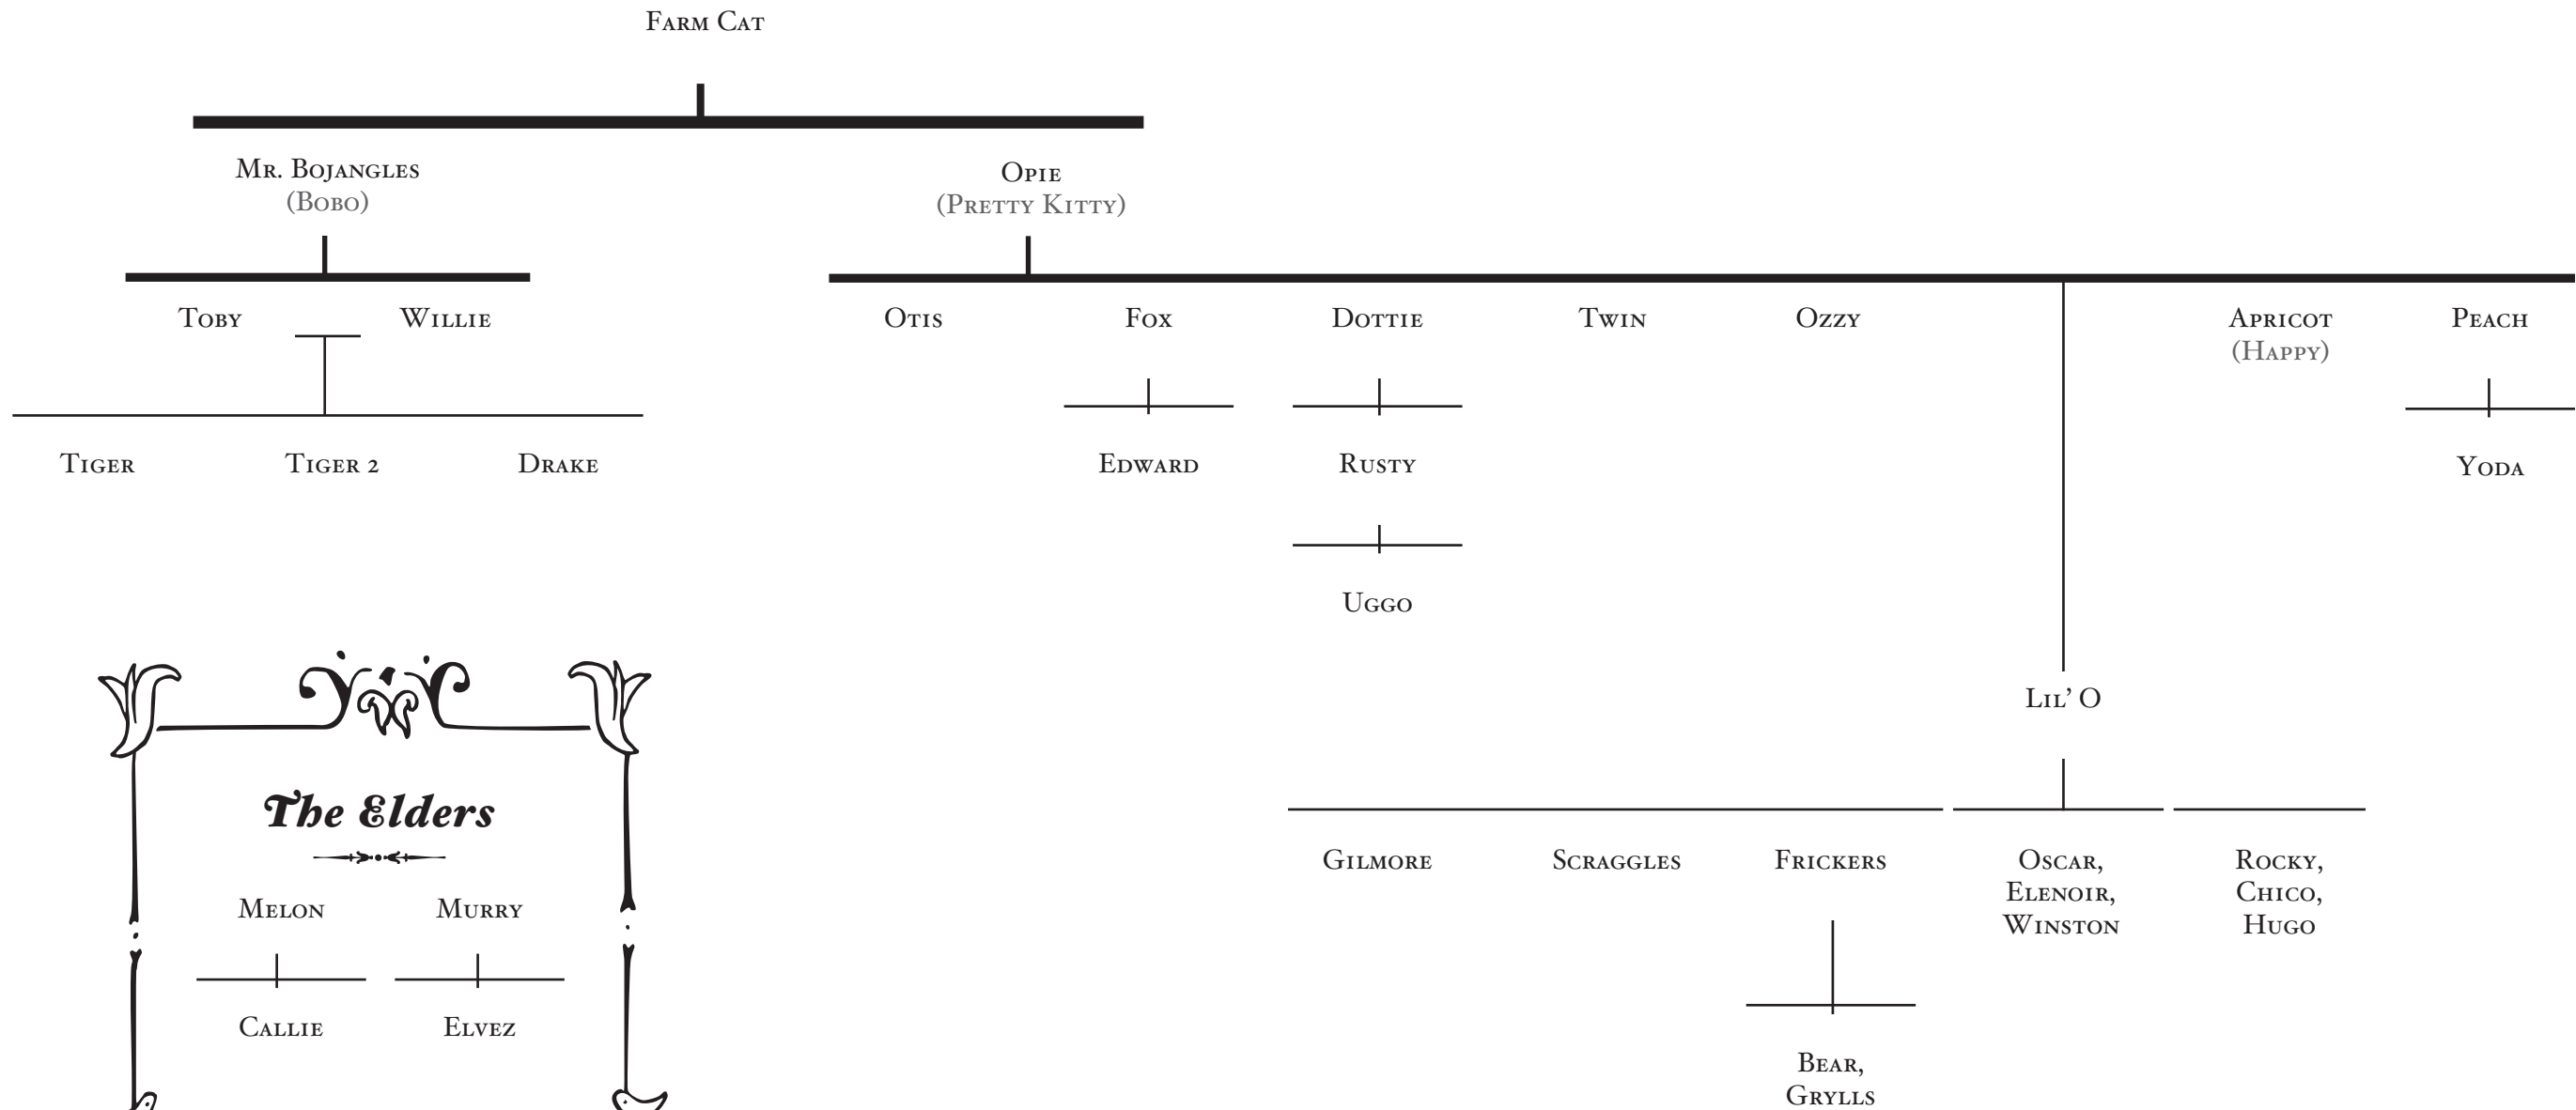 Farm Cat
Mr. Bojangles
(Bobo)
Opie
(Pretty Kitty)
Toby
Willie
Otis
Fox
Dottie
Twin
Ozzy
Apricot
(Happy)
Peach
Tiger
Tiger 2
Drake
Edward
Rusty
Yoda
Uggo
Lil' O
The Elders
Melon
Murry
Callie
Elvez
Gilmore
Scraggles
Frickers
Oscar,
Elenoir,
Winston
Rocky,
Chico,
Hugo
Bear,
Grylls